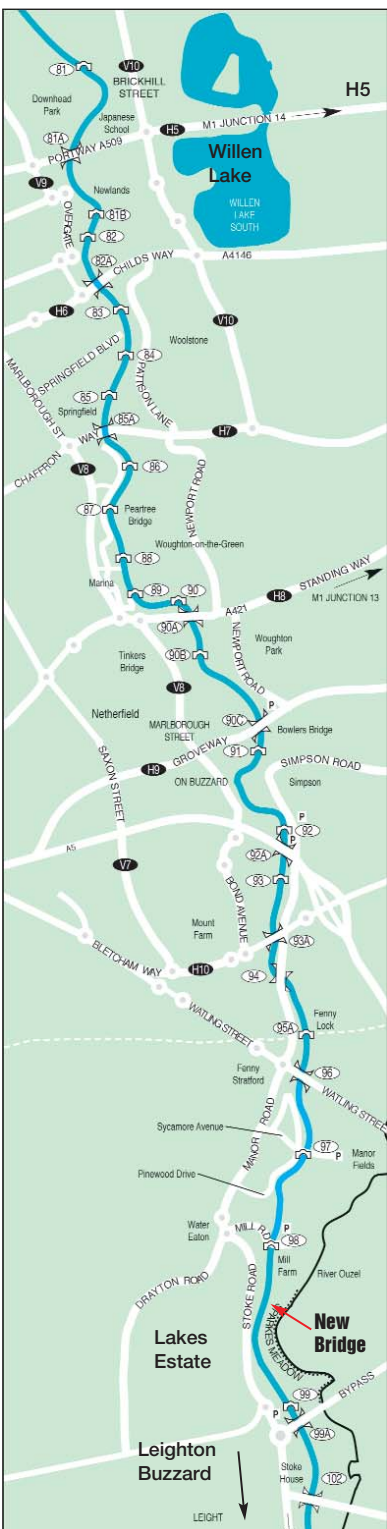 81
V10
BRICKHILL
STREET
Downhead
Park
Japanese
School
H5
81A
H5
M1 JUNCTION 14
PORTWAY A509
Willen
Lake
V9
Newlands
WILLEN
LAKE
SOUTH
OVERGATE
81B
82
82A
CHILDS WAY
A4146
H6
83
V10
SPRINGFIELD BLVD
84
Woolstone
MARLBOROUGH ST
85
PATTISON LANE
Springfield
85A
CHAFFRON WAY
H7
V8
86
NEWPORT ROAD
87
Peartree
Bridge
Woughton-on-the-Green
88
STANDING WAY
Marina
89
90
H8
M1 JUNCTION 13
A421
90A
NEWPORT ROAD
Woughton
Park
Tinkers
Bridge
90B
V8
P
Netherfield
MARLBOROUGH
STREET
90C
Bowlers Bridge
GROVEWAY
91
SIMPSON ROAD
H9
ON BUZZARD
Simpson
SAXON STREET
P
92
P
A5
92A
V7
93
BOND AVENUE
Mount
Farm
93A
BLETCHAM WAY
H10
94
WATLING STREET
Fenny
Lock
95A
Fenny
Stratford
96
WATLING STREET
Sycamore Avenue
MANOR ROAD
97
P
Manor
Fields
Pinewood Drive
Water
Eaton
MILL RD
P
98
Mill
Farm
River Ouzel
DRAYTON ROAD
STOKE ROAD
New
Bridge
SPARKES MEADOW
Lakes
Estate
BYPASS
99
P
99A
Leighton
Buzzard
Stoke
House
102
LEIGHT